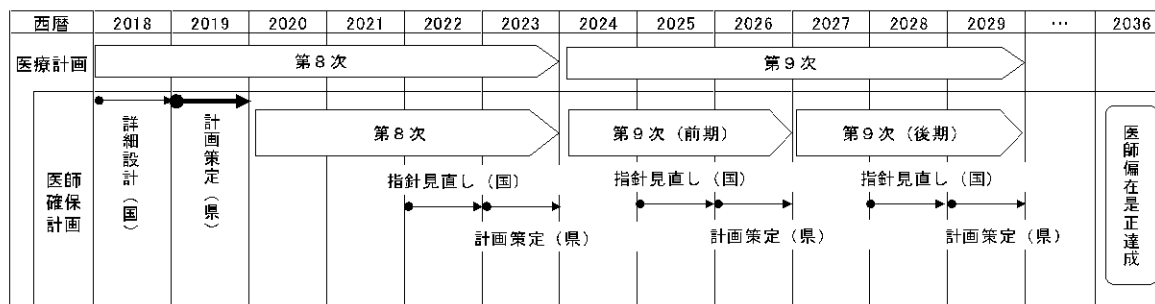 西暦 2018 2019 2020 2021 2022 2023 2024 2025 2026 2027 2028 2029 … 2036
医療計画 第８次 第９次
医師確保計画
詳細設計（国）
計画策定（県）
第８次 第９次（前期） 第９次（後期）
指針見直し（国） 指針見直し（国） 指針見直し（国）
計画策定（県） 計画策定（県） 計画策定（県）
医師偏在是正達成